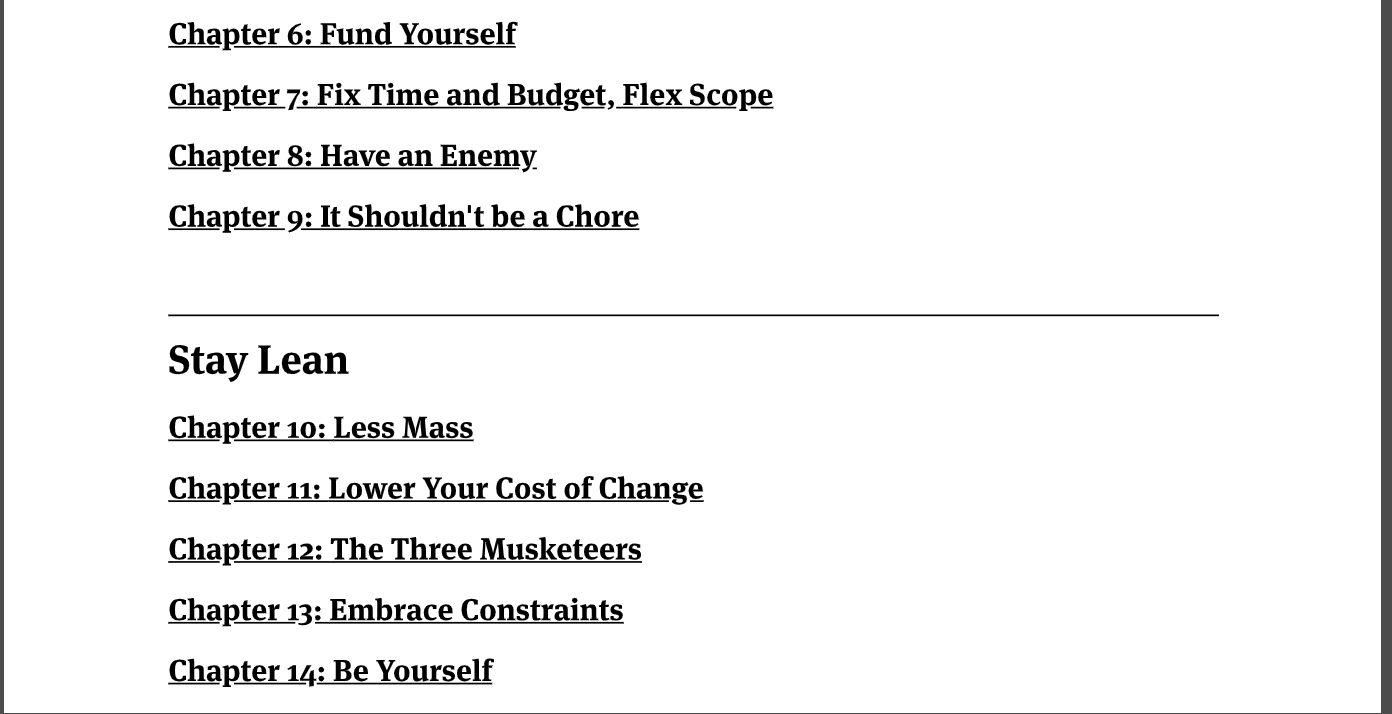 Chapter 6: Fund Yourself
Chapter 7: Fix Time and Budget, Flex Scope
Chapter 8: Have an Enemy
Chapter 9: It Shouldn't be a Chore
Stay Lean
Chapter 10: Less Mass
Chapter 11: Lower Your Cost of Change
Chapter 12: The Three Musketeers
Chapter 13: Embrace Constraints
Chapter 14: Be Yourself